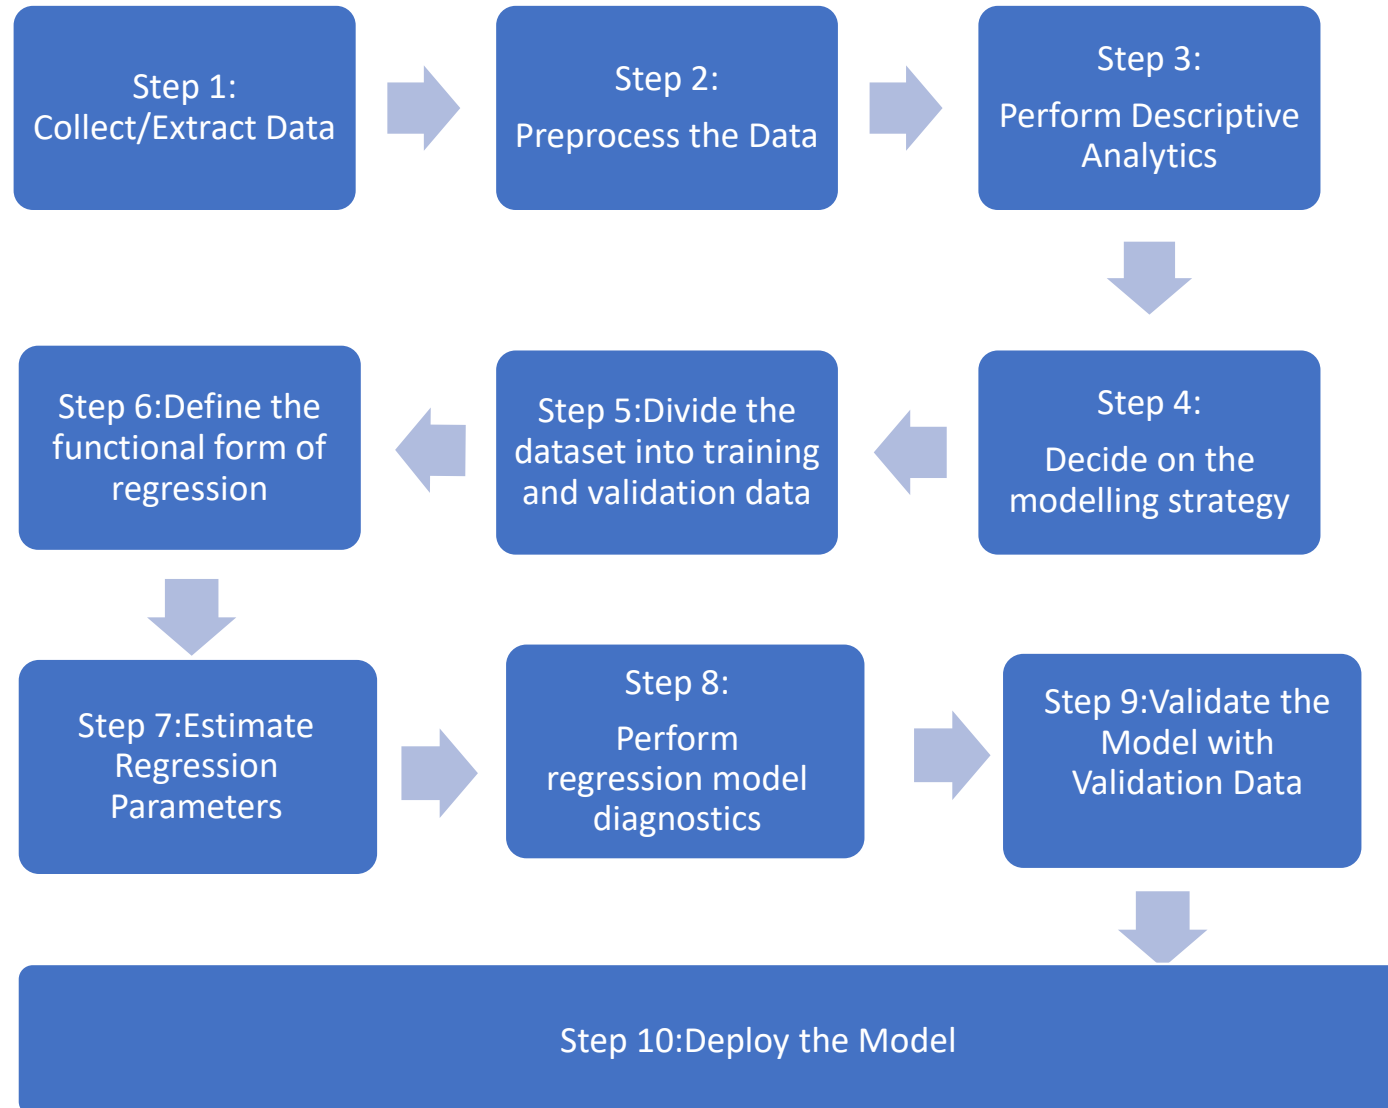 Step 1:
Collect/Extract Data
Step 2:
Preprocess the Data
Step 3:
Perform Descriptive
Analytics
Step 4:
Decide on the
modelling strategy
Step 5:Divide the
dataset into training
and validation data
Step 6:Define the
functional form of
regression
Step 7:Estimate
Regression
Parameters
Step 8:
Perform
regression model
diagnostics
Step 9:Validate the
Model with
Validation Data
Step 10:Deploy the Model